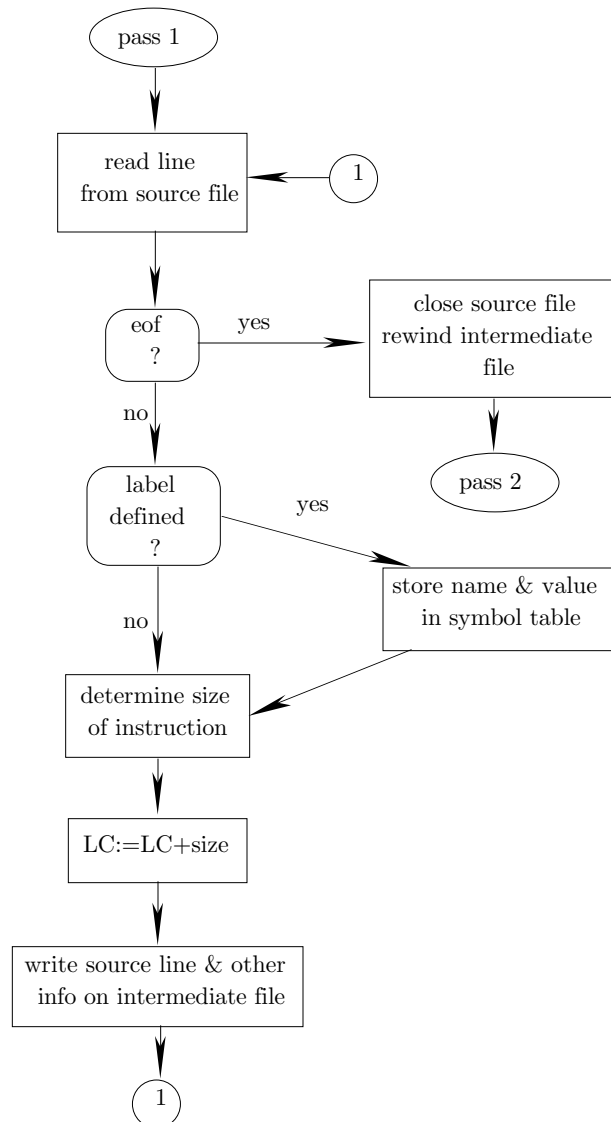 pass 1
read line
from source file
1
eof
?
yes
close source file
rewind intermediate
file
no
pass 2
label
defined
?
yes
store name & value
in symbol table
no
determine size
of instruction
LC:=LC+size
write source line & other
info on intermediate file
1